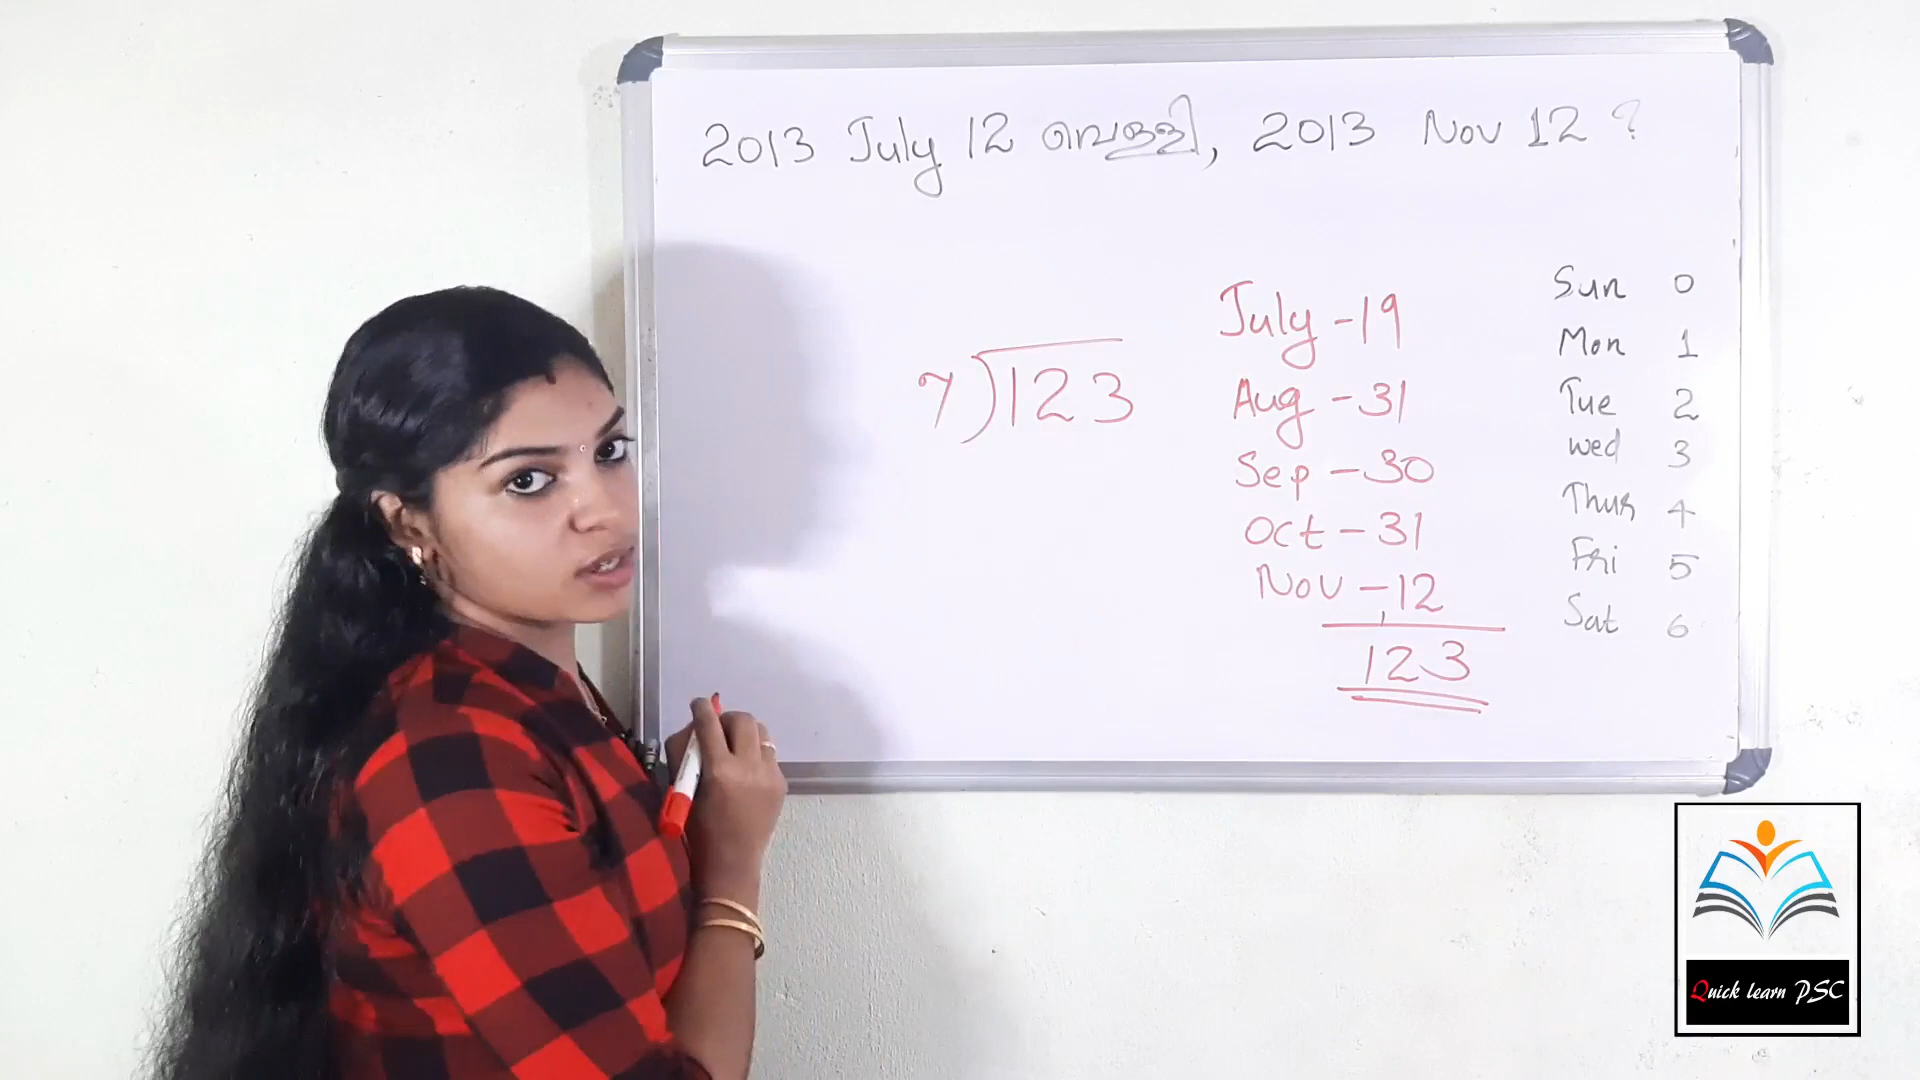 2013 July 12 വെള്ളി, 2013 Nov 12 ?
7)123
July - 19
Aug - 31
Sep - 30
Oct - 31
Nov - 12
123
Sun 0
Mon 1
Tue 2
Wed 3
Thur 4
Fri 5
Sat 6
Quick learn PSC